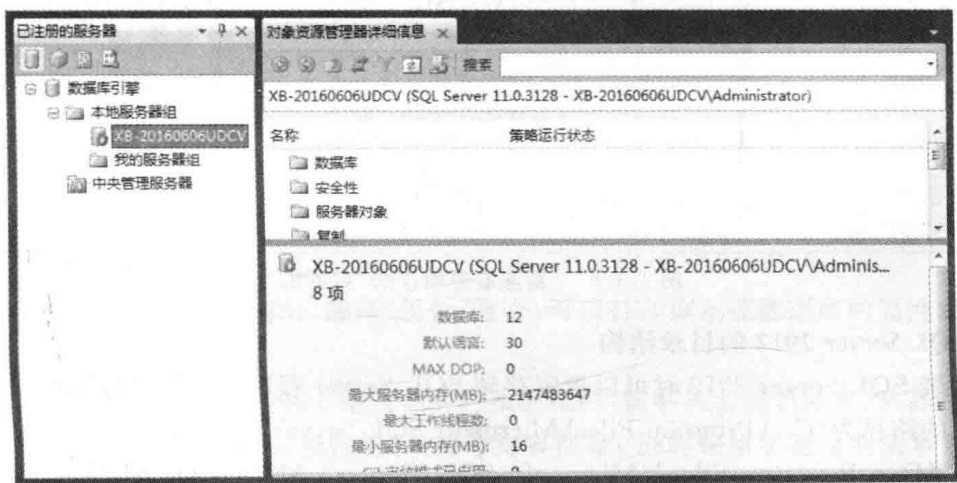 已注册的服务器
数据库引擎
本地服务器组
XB-20160606UDCV
我的服务器组
中央管理服务器
对象资源管理器详细信息
搜索
XB-20160606UDCV (SQL Server 11.0.3128 - XB-20160606UDCV\Administrator)
名称 策略运行状态
数据库
安全性
服务器对象
复制
XB-20160606UDCV (SQL Server 11.0.3128 - XB-20160606UDCV\Adminis...
8 项
数据库: 12
默认语言: 30
MAX DOP: 0
最大服务器内存(MB): 2147483647
最大工作线程数: 0
最小服务器内存(MB): 16